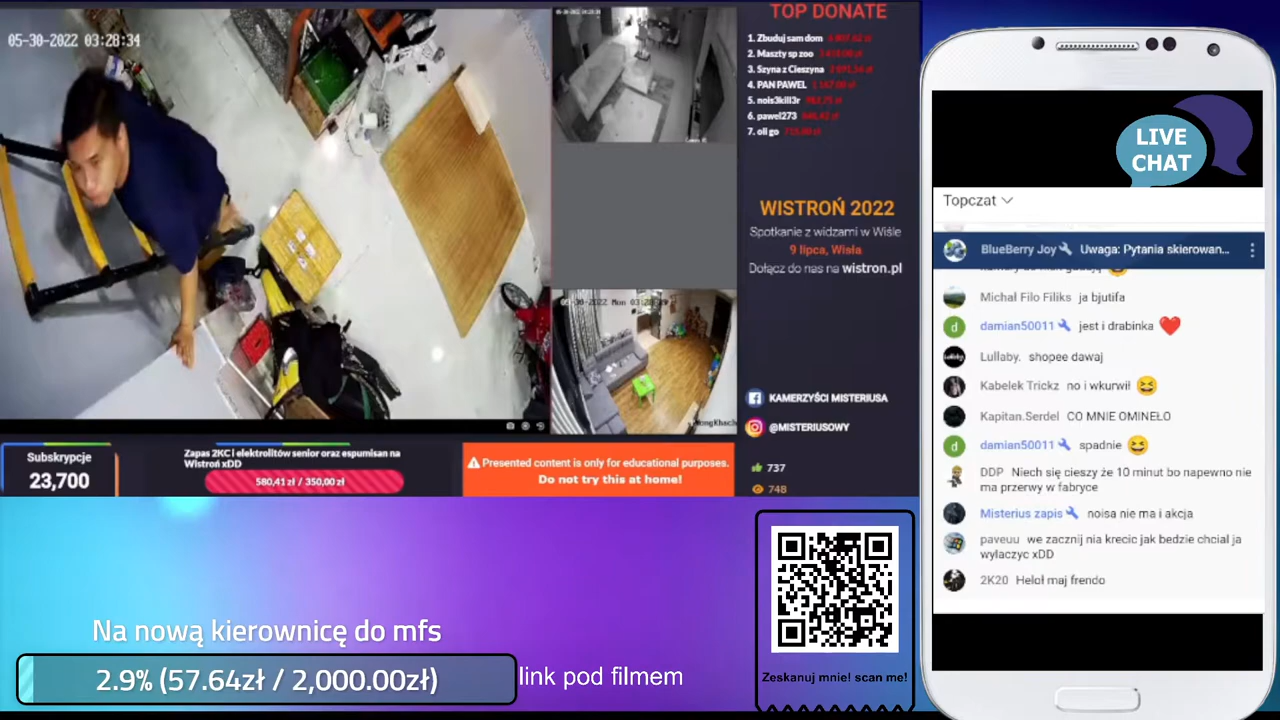 05-30-2022 03:28:34
TOP DONATE
1. Zbuduj sam dom
2. Maszty sp zoo
3. Szyna z Cieszyna
4. PAN PAWEL
5. nois3kill3r
6. pawel273
7. oli go
WISTROŃ 2022
Spotkanie z widzami w Wiśle
9 lipca, Wisła
Dołącz do nas na wistron.pl
KAMERZYŚCI MISTERIUSA
@MISTERIUSOWY
737
748
Subskrypcje
23,700
Zapas 2KC i elektrolitów senior oraz espumisan na
Wistroń xDD
580,41 zł / 350,00 zł
Presented content is only for educational purposes.
Do not try this at home!
Na nową kierownicę do mfs
2.9% (57.64zł / 2,000.00zł)
link pod filmem
Zeskanuj mnie! scan me!
LIVE
CHAT
Topczat
BlueBerry Joy Uwaga: Pytania skierowan...
Michał Filo Filiks ja bjutifa
damian50011 jest i drabinka
Lullaby. shopee dawaj
Kabelek Trickz no i wkurwił
Kapitan.Serdel CO MNIE OMINEŁO
damian50011 spadnie
DDP Niech się cieszy że 10 minut bo napewno nie
ma przerwy w fabryce
Misterius zapis noisa nie ma i akcja
paveuu we zacznij nia krecic jak bedzie chcial ja
wyłaczyc xDD
2K20 Heloł maj frendo